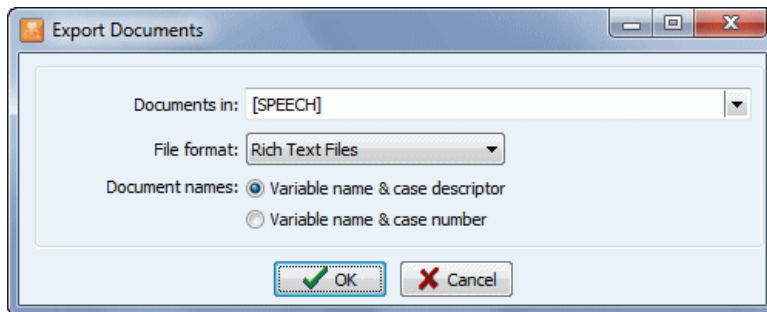 Export Documents
Documents in: [SPEECH]
File format: Rich Text Files
Document names: Variable name & case descriptor
Variable name & case number
OK Cancel